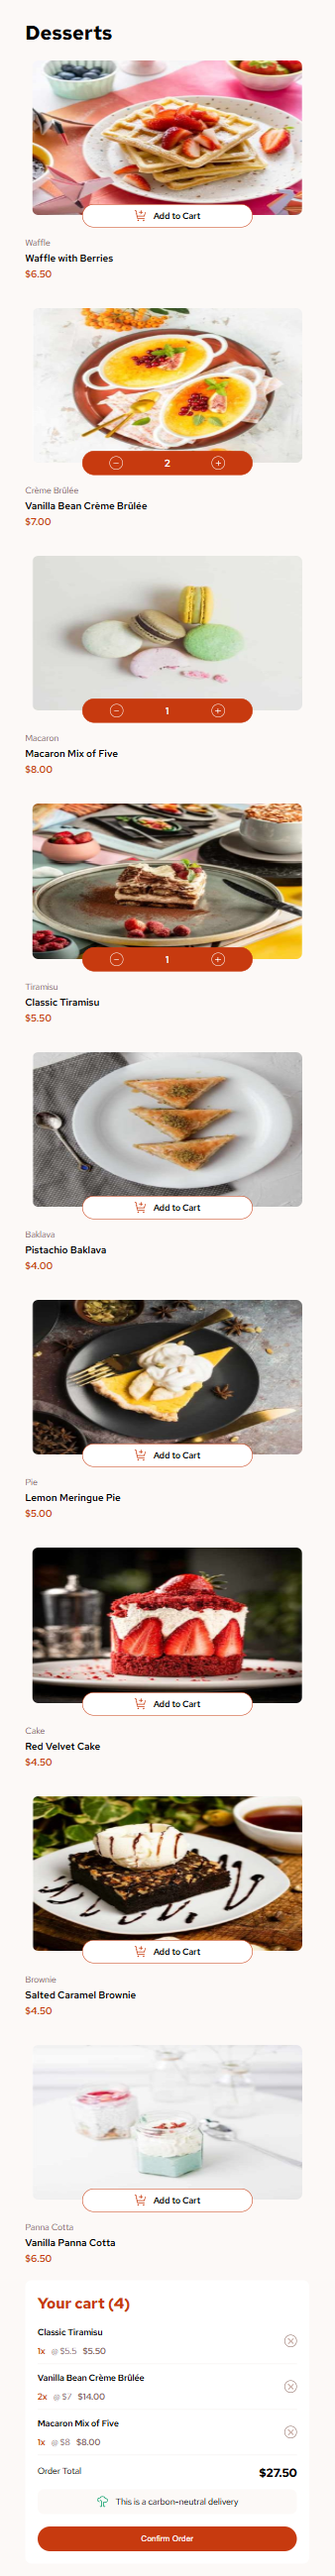 Desserts
Add to Cart
Waffle
Waffle with Berries
$6.50
2
Crème Brûlée
Vanilla Bean Crème Brûlée
$7.00
1
Macaron
Macaron Mix of Five
$8.00
1
Tiramisu
Classic Tiramisu
$5.50
Add to Cart
Baklava
Pistachio Baklava
$4.00
Add to Cart
Pie
Lemon Meringue Pie
$5.00
Add to Cart
Cake
Red Velvet Cake
$4.50
Add to Cart
Brownie
Salted Caramel Brownie
$4.50
Add to Cart
Panna Cotta
Vanilla Panna Cotta
$6.50
Your cart (4)
Classic Tiramisu
1x @ $5.5 $5.50
Vanilla Bean Crème Brûlée
2x @ $7 $14.00
Macaron Mix of Five
1x @ $8 $8.00
Order Total $27.50
This is a carbon-neutral delivery
Confirm Order